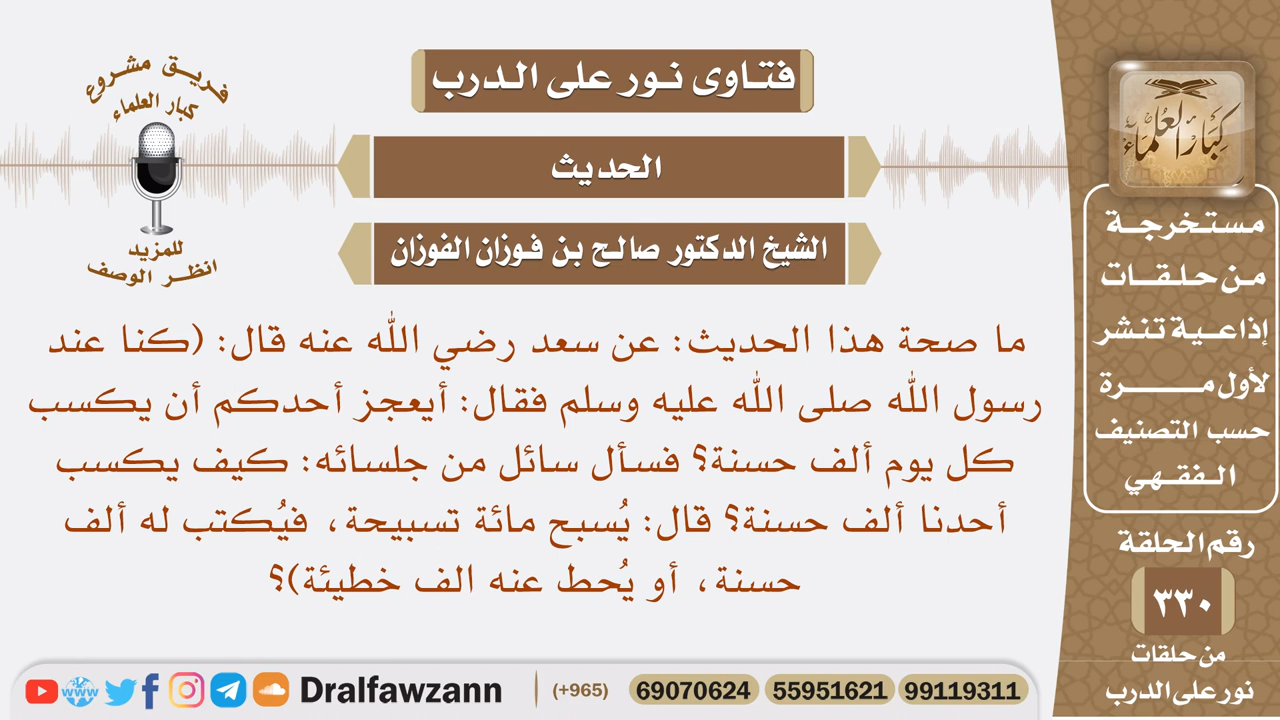 فتاوى نور على الدرب
الحديث
الشيخ الدكتور صالح بن فوزان الفوزان
فريق مشروع
كبار العلماء
للمزيد
انظر الوصف
ما صحة هذا الحديث: عن سعد رضي الله عنه قال: (كنا عند
رسول الله صلى الله عليه وسلم فقال: أيعجز أحدكم أن يكسب
كل يوم ألف حسنة؟ فسأل سائل من جلسائه: كيف يكسب
أحدنا ألف حسنة؟ قال: يُسبح مائة تسبيحة، فيُكتب له ألف
حسنة، أو يُحط عنه الف خطيئة)؟
كِبَار العُلَمَاء
مستخرجة
من حلقات
إذاعية تنشر
لأول مرة
حسب التصنيف
الفقهي
رقم الحلقة
٣٣٠
من حلقات
نور على الدرب
www Dralfawzann (+965) 69070624 55951621 99119311